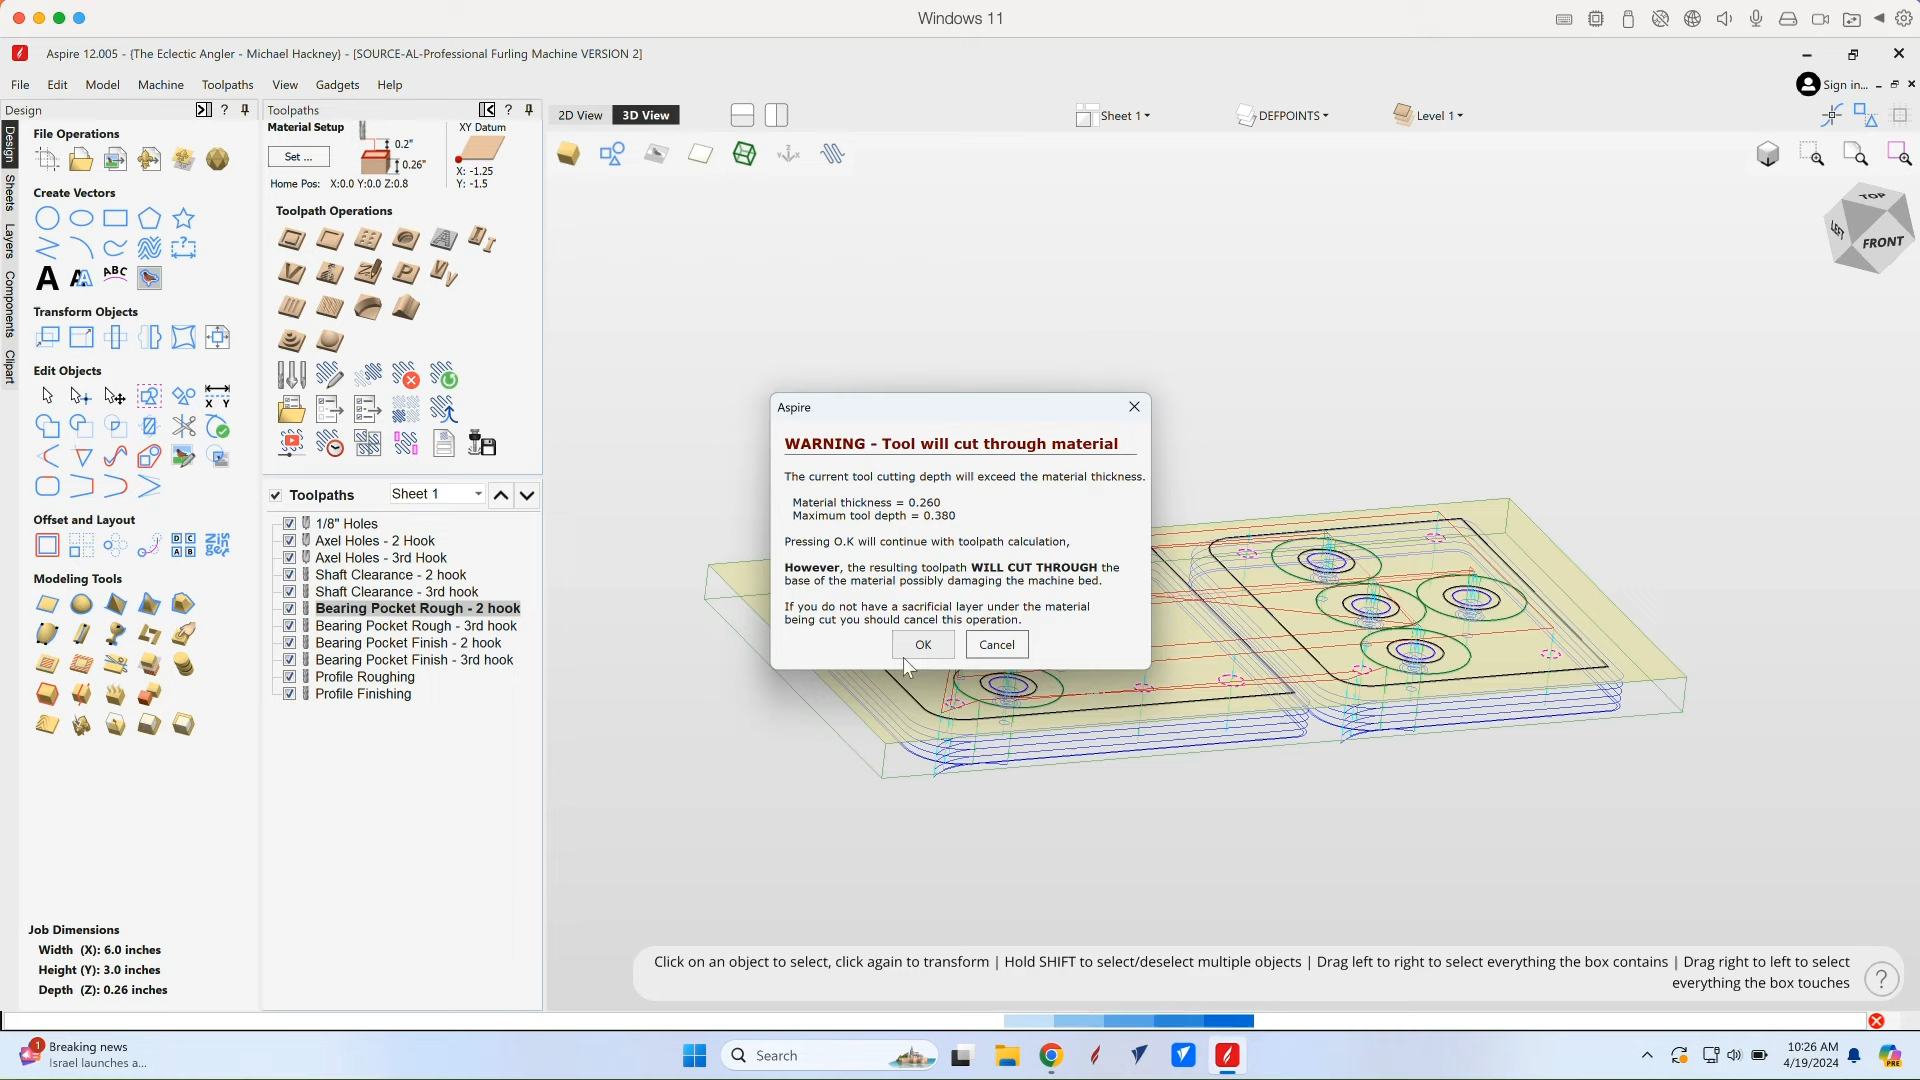 Windows 11
Aspire 12.005 - {The Eclectic Angler - Michael Hackney} - [SOURCE-AL-Professional Furling Machine VERSION 2]
File Edit Model Machine Toolpaths View Gadgets Help
Sign in...
Design
Toolpaths
2D View
3D View
Sheet 1
DEFPOINTS
Level 1
Design
Sheets
Layers
Components
Clipart
File Operations
Create Vectors
Transform Objects
Edit Objects
Offset and Layout
Modeling Tools
Job Dimensions
Width (X): 6.0 inches
Height (Y): 3.0 inches
Depth (Z): 0.26 inches
Material Setup
Set ...
0.2"
0.26"
XY Datum
X: -1.25
Y: -1.5
Home Pos: X:0.0 Y:0.0 Z:0.8
Toolpath Operations
Toolpaths
Sheet 1
1/8" Holes
Axel Holes - 2 Hook
Axel Holes - 3rd Hook
Shaft Clearance - 2 hook
Shaft Clearance - 3rd hook
Bearing Pocket Rough - 2 hook
Bearing Pocket Rough - 3rd hook
Bearing Pocket Finish - 2 hook
Bearing Pocket Finish - 3rd hook
Profile Roughing
Profile Finishing
TOP
LEFT
FRONT
Aspire
WARNING - Tool will cut through material
The current tool cutting depth will exceed the material thickness.
Material thickness = 0.260
Maximum tool depth = 0.380
Pressing O.K will continue with toolpath calculation,
However, the resulting toolpath WILL CUT THROUGH the
base of the material possibly damaging the machine bed.
If you do not have a sacrificial layer under the material
being cut you should cancel this operation.
OK
Cancel
Click on an object to select, click again to transform | Hold SHIFT to select/deselect multiple objects | Drag left to right to select everything the box contains | Drag right to left to select
everything the box touches
1
Breaking news
Israel launches a...
Search
10:26 AM
4/19/2024
PRE